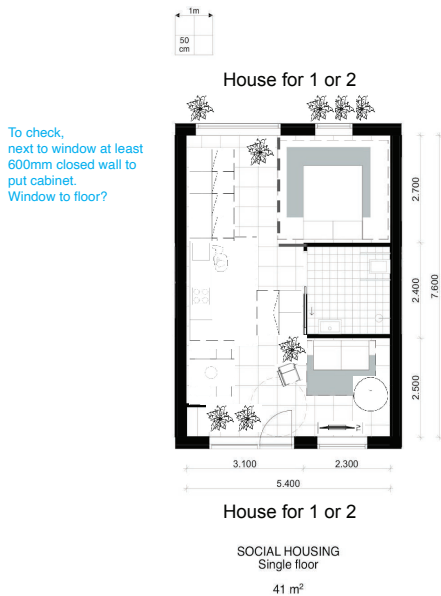 1m
50
cm
House for 1 or 2
To check,
next to window at least
600mm closed wall to
put cabinet.
Window to floor?
2.700
2.400
7.600
2.500
TV
3.100
2.300
5.400
House for 1 or 2
SOCIAL HOUSING
Single floor
41 m²